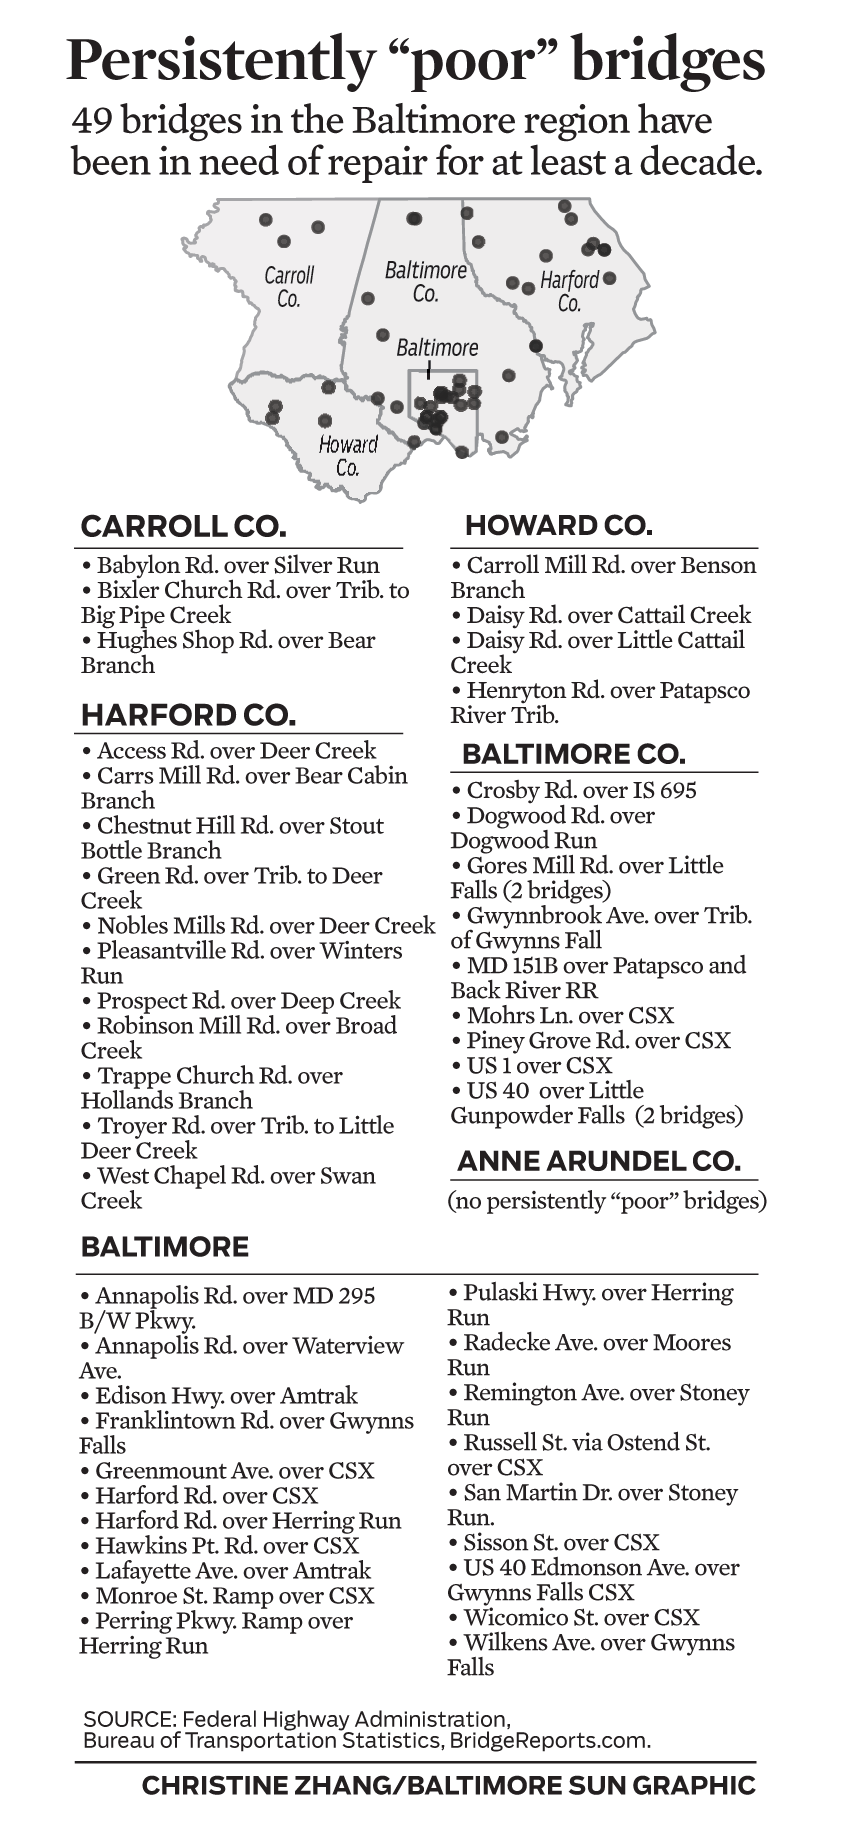 Persistently “poor” bridges
49 bridges in the Baltimore region have
been in need of repair for at least a decade.
Carroll
Co.
Baltimore
Co.
Harford
Co.
Baltimore
Howard
Co.
CARROLL CO.
• Babylon Rd. over Silver Run
• Bixler Church Rd. over Trib. to
Big Pipe Creek
• Hughes Shop Rd. over Bear
Branch
HARFORD CO.
• Access Rd. over Deer Creek
• Carrs Mill Rd. over Bear Cabin
Branch
• Chestnut Hill Rd. over Stout
Bottle Branch
• Green Rd. over Trib. to Deer
Creek
• Nobles Mills Rd. over Deer Creek
• Pleasantville Rd. over Winters
Run
• Prospect Rd. over Deep Creek
• Robinson Mill Rd. over Broad
Creek
• Trappe Church Rd. over
Hollands Branch
• Troyer Rd. over Trib. to Little
Deer Creek
• West Chapel Rd. over Swan
Creek
HOWARD CO.
• Carroll Mill Rd. over Benson
Branch
• Daisy Rd. over Cattail Creek
• Daisy Rd. over Little Cattail
Creek
• Henryton Rd. over Patapsco
River Trib.
BALTIMORE CO.
• Crosby Rd. over IS 695
• Dogwood Rd. over
Dogwood Run
• Gores Mill Rd. over Little
Falls (2 bridges)
• Gwynnbrook Ave. over Trib.
of Gwynns Fall
• MD 151B over Patapsco and
Back River RR
• Mohrs Ln. over CSX
• Piney Grove Rd. over CSX
• US 1 over CSX
• US 40 over Little
Gunpowder Falls (2 bridges)
ANNE ARUNDEL CO.
(no persistently “poor” bridges)
BALTIMORE
• Annapolis Rd. over MD 295
B/W Pkwy.
• Annapolis Rd. over Waterview
Ave.
• Edison Hwy. over Amtrak
• Franklintown Rd. over Gwynns
Falls
• Greenmount Ave. over CSX
• Harford Rd. over CSX
• Harford Rd. over Herring Run
• Hawkins Pt. Rd. over CSX
• Lafayette Ave. over Amtrak
• Monroe St. Ramp over CSX
• Perring Pkwy. Ramp over
Herring Run
• Pulaski Hwy. over Herring
Run
• Radecke Ave. over Moores
Run
• Remington Ave. over Stoney
Run
• Russell St. via Ostend St.
over CSX
• San Martin Dr. over Stoney
Run.
• Sisson St. over CSX
• US 40 Edmonson Ave. over
Gwynns Falls CSX
• Wicomico St. over CSX
• Wilkens Ave. over Gwynns
Falls
SOURCE: Federal Highway Administration,
Bureau of Transportation Statistics, BridgeReports.com.
CHRISTINE ZHANG/BALTIMORE SUN GRAPHIC